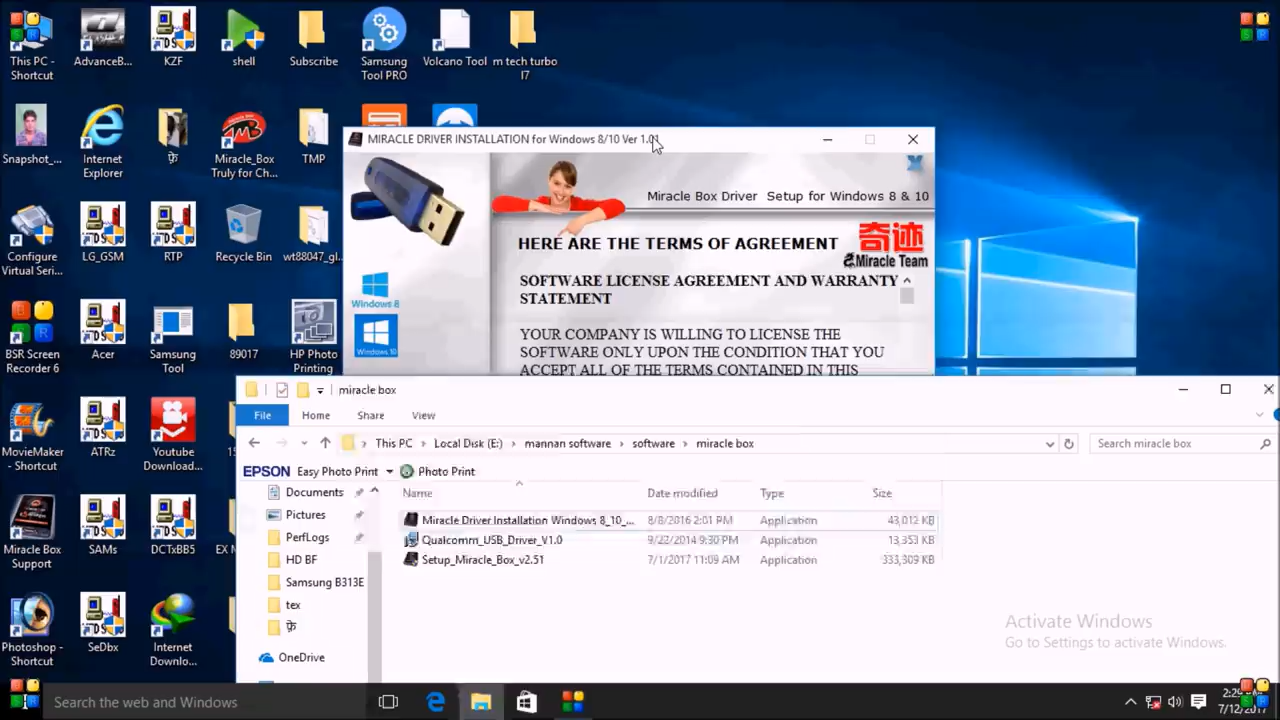 This PC -
Shortcut
AdvanceB...
KZF
shell
Subscribe
Samsung
Tool PRO
Volcano Tool
m tech turbo
I7
Snapshot_...
Internet
Explorer
फ़े
Miracle_Box
Truly for Ch...
TMP
Configure
Virtual Seri...
LG_GSM
RTP
Recycle Bin
wt88047_gl...
BSR Screen
Recorder 6
Acer
Samsung
Tool
89017
HP Photo
Printing
MovieMaker
- Shortcut
ATRz
Youtube
Download...
Miracle Box
Support
SAMs
DCTxBB5
EX M
Photoshop -
Shortcut
SeDbx
Internet
Downlo...
MIRACLE DRIVER INSTALLATION for Windows 8/10 Ver 1.01
Miracle Box Driver Setup for Windows 8 & 10
HERE ARE THE TERMS OF AGREEMENT
奇迹
Miracle Team
Windows 8
Windows 10
SOFTWARE LICENSE AGREEMENT AND WARRANTY
STATEMENT
YOUR COMPANY IS WILLING TO LICENSE THE
SOFTWARE ONLY UPON THE CONDITION THAT YOU
ACCEPT ALL OF THE TERMS CONTAINED IN THIS
miracle box
File Home Share View
This PC Local Disk (E:) mannan software software miracle box
Search miracle box
EPSON Easy Photo Print Photo Print
Documents
Pictures
PerfLogs
HD BF
Samsung B313E
tex
फ़े
OneDrive
Name Date modified Type Size
Miracle Driver Installation Windows 8_10_... 8/8/2016 2:01 PM Application 43,012 KB
Qualcomm_USB_Driver_V1.0 9/22/2014 9:30 PM Application 13,353 KB
Setup_Miracle_Box_v2.51 7/1/2017 11:09 AM Application 333,309 KB
Activate Windows
Go to Settings to activate Windows.
Search the web and Windows
7/12/2017